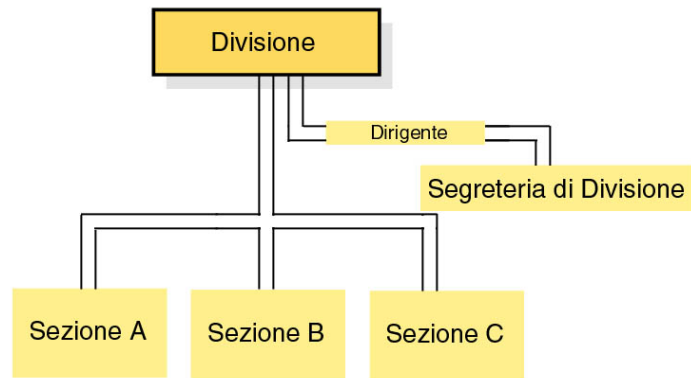 Divisione
Dirigente
Segreteria di Divisione
Sezione A
Sezione B
Sezione C